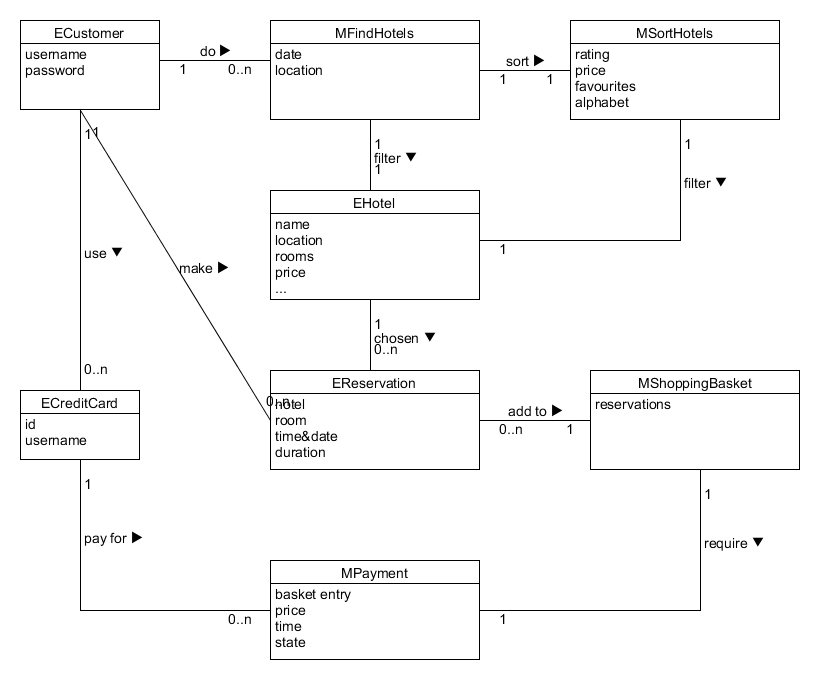 ECustomer
username
password
do ▶
1
0..n
MFindHotels
date
location
sort ▶
1
1
MSortHotels
rating
price
favourites
alphabet
1
1
1
filter ▼
1
1
filter ▼
1
EHotel
name
location
rooms
price
...
use ▼
make ▶
1
chosen ▼
0..n
0..n
0..n
ECreditCard
id
username
EReservation
hotel
room
time&date
duration
add to ▶
0..n
1
MShoppingBasket
reservations
1
pay for ▶
0..n
1
require ▼
1
MPayment
basket entry
price
time
state